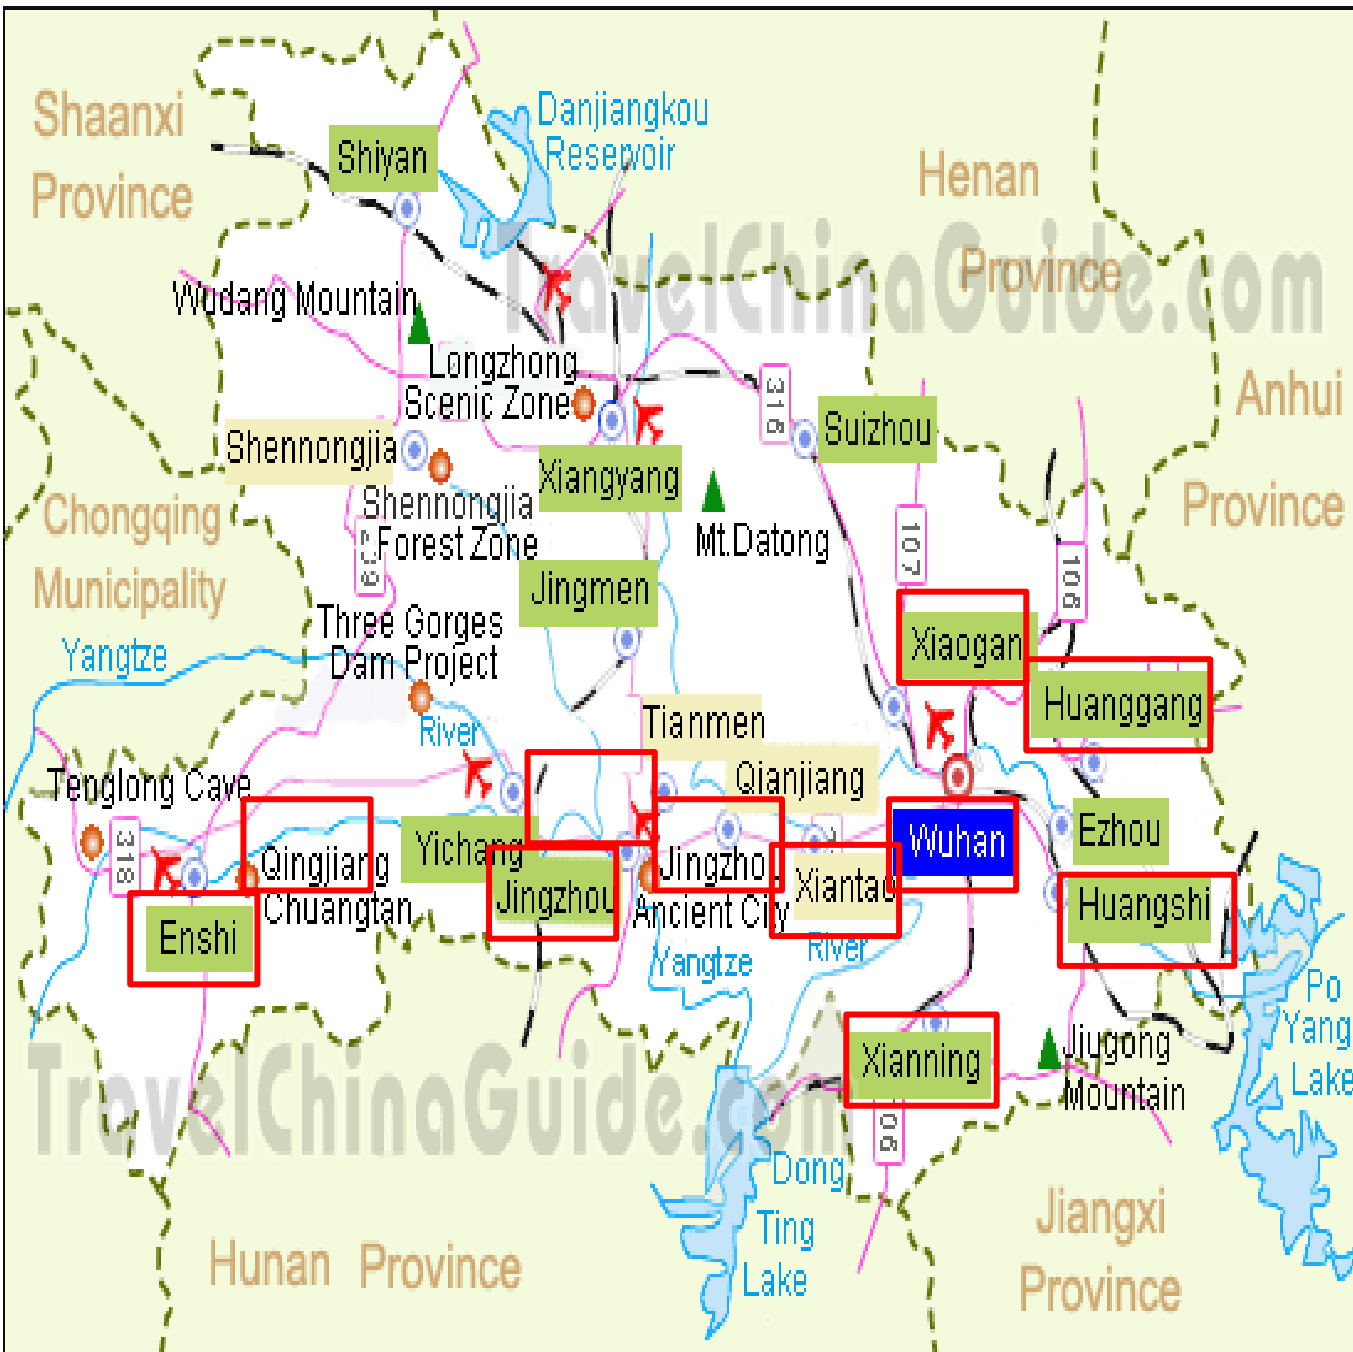 Shaanxi
Province
Danjiangkou
Reservoir
Shiyan
Henan
Province
TravelChinaGuide.com
Wudang Mountain
Longzhong
Scenic Zone
Anhui
Province
316
Suizhou
Shennongjia
Xiangyang
Shennongjia
Forest Zone
Mt.Datong
Chongqing
Municipality
107
106
Jingmen
Three Gorges
Dam Project
Xiaogan
Yangtze
River
Huanggang
Tianmen
Qianjiang
Tenglong Cave
318
Qingjiang
Chuangtan
Yichang
Wuhan
Ezhou
Jingzhou
Ancient City
Xiantao
Jingzhou
Huangshi
Enshi
Yangtze
River
Po
Yang
Lake
Xianning
Jiugong
Mountain
TravelChinaGuide.com
Dong
Ting
Lake
Hunan Province
Jiangxi
Province